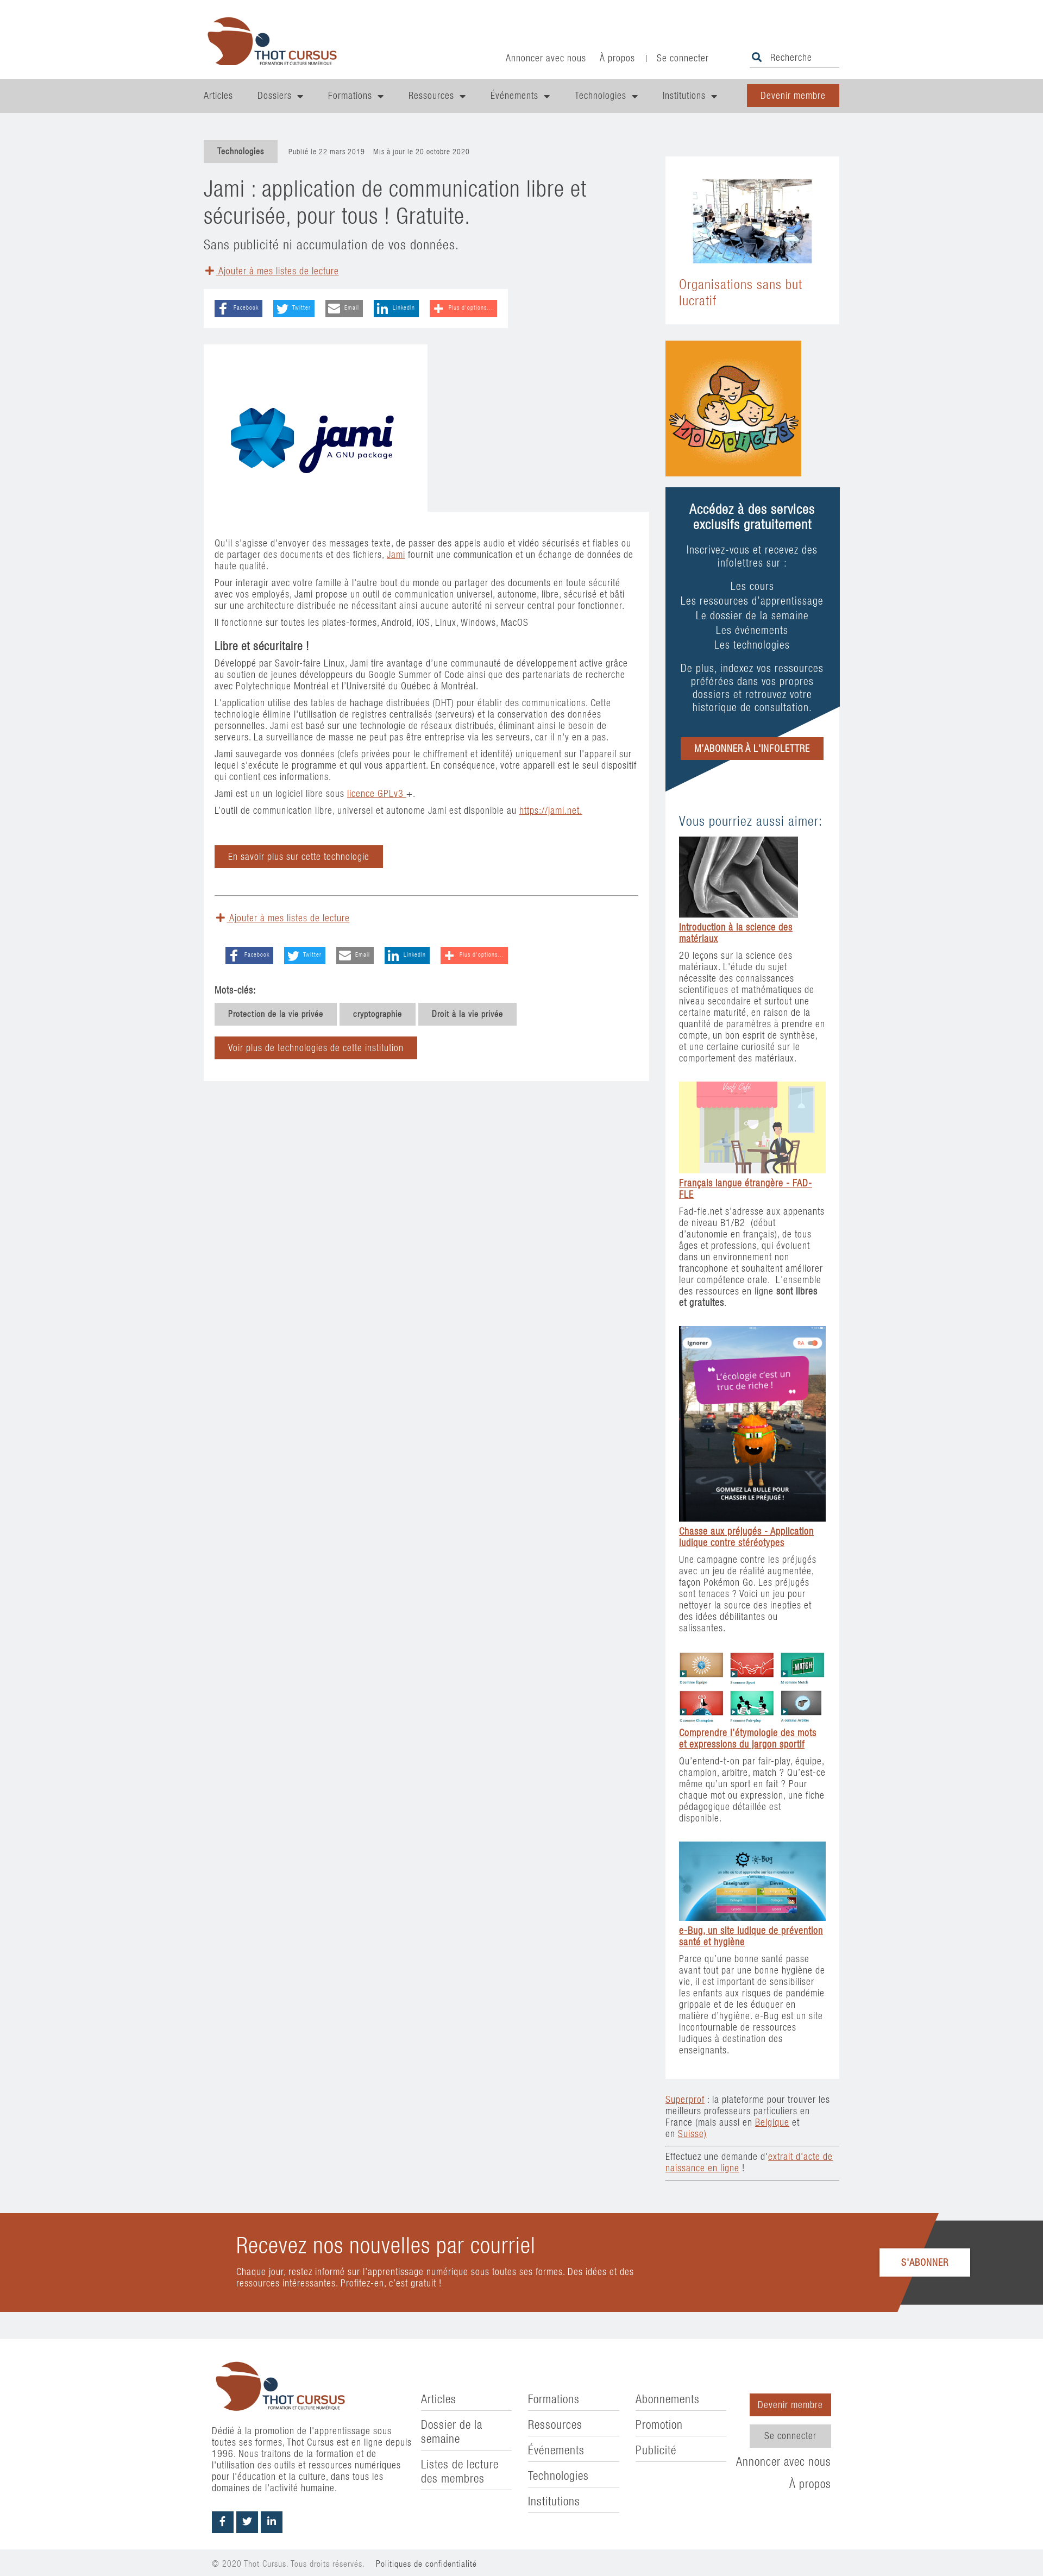 THOT CURSUS
FORMATION ET CULTURE NUMÉRIQUE
Annoncer avec nous
À propos
|
Se connecter
Recherche
Articles
Dossiers
Formations
Ressources
Événements
Technologies
Institutions
Devenir membre
Technologies
Publié le 22 mars 2019
Mis à jour le 20 octobre 2020
Jami : application de communication libre et
sécurisée, pour tous ! Gratuite.
Sans publicité ni accumulation de vos données.
Ajouter à mes listes de lecture
Facebook
Twitter
Email
LinkedIn
Plus d'options...
jami
A GNU package
Qu'il s'agisse d'envoyer des messages texte, de passer des appels audio et vidéo sécurisés et fiables ou
de partager des documents et des fichiers, Jami fournit une communication et un échange de données de
haute qualité.
Pour interagir avec votre famille à l'autre bout du monde ou partager des documents en toute sécurité
avec vos employés, Jami propose un outil de communication universel, autonome, libre, sécurisé et bâti
sur une architecture distribuée ne nécessitant ainsi aucune autorité ni serveur central pour fonctionner.
Il fonctionne sur toutes les plates-formes, Android, iOS, Linux, Windows, MacOS
Libre et sécuritaire !
Développé par Savoir-faire Linux, Jami tire avantage d'une communauté de développement active grâce
au soutien de jeunes développeurs du Google Summer of Code ainsi que des partenariats de recherche
avec Polytechnique Montréal et l'Université du Québec à Montréal.
L'application utilise des tables de hachage distribuées (DHT) pour établir des communications. Cette
technologie élimine l'utilisation de registres centralisés (serveurs) et la conservation des données
personnelles. Jami est basé sur une technologie de réseaux distribués, éliminant ainsi le besoin de
serveurs. La surveillance de masse ne peut pas être entreprise via les serveurs, car il n'y en a pas.
Jami sauvegarde vos données (clefs privées pour le chiffrement et identité) uniquement sur l'appareil sur
lequel s'exécute le programme et qui vous appartient. En conséquence, votre appareil est le seul dispositif
qui contient ces informations.
Jami est un un logiciel libre sous licence GPLv3 +.
L'outil de communication libre, universel et autonome Jami est disponible au https://jami.net.
En savoir plus sur cette technologie
Ajouter à mes listes de lecture
Facebook
Twitter
Email
LinkedIn
Plus d'options...
Mots-clés:
Protection de la vie privée
cryptographie
Droit à la vie privée
Voir plus de technologies de cette institution
Organisations sans but
lucratif
10 DOIGTS
Accédez à des services
exclusifs gratuitement
Inscrivez-vous et recevez des
infolettres sur :
Les cours
Les ressources d'apprentissage
Le dossier de la semaine
Les événements
Les technologies
De plus, indexez vos ressources
préférées dans vos propres
dossiers et retrouvez votre
historique de consultation.
M'ABONNER À L'INFOLETTRE
Vous pourriez aussi aimer:
Introduction à la science des
matériaux
20 leçons sur la science des
matériaux. L'étude du sujet
nécessite des connaissances
scientifiques et mathématiques de
niveau secondaire et surtout une
certaine maturité, en raison de la
quantité de paramètres à prendre en
compte, un bon esprit de synthèse,
et une certaine curiosité sur le
comportement des matériaux.
Français langue étrangère - FAD-
FLE
Fad-fle.net s'adresse aux appenants
de niveau B1/B2 (début
d'autonomie en français), de tous
âges et professions, qui évoluent
dans un environnement non
francophone et souhaitent améliorer
leur compétence orale. L'ensemble
des ressources en ligne sont libres
et gratuites.
Ignorer
RA
L'écologie c'est un
truc de riche !
GOMMEZ LA BULLE POUR
CHASSER LE PRÉJUGÉ !
Chasse aux préjugés - Application
ludique contre stéréotypes
Une campagne contre les préjugés
avec un jeu de réalité augmentée,
façon Pokémon Go. Les préjugés
sont tenaces ? Voici un jeu pour
nettoyer la source des inepties et
des idées débilitantes ou
salissantes.
MATCH
Comprendre l'étymologie des mots
et expressions du jargon sportif
Qu'entend-t-on par fair-play, équipe,
champion, arbitre, match ? Qu'est-ce
même qu'un sport en fait ? Pour
chaque mot ou expression, une fiche
pédagogique détaillée est
disponible.
e-Bug
Enseignants
Élèves
e-Bug, un site ludique de prévention
santé et hygiène
Parce qu'une bonne santé passe
avant tout par une bonne hygiène de
vie, il est important de sensibiliser
les enfants aux risques de pandémie
grippale et de les éduquer en
matière d'hygiène. e-Bug est un site
incontournable de ressources
ludiques à destination des
enseignants.
Superprof : la plateforme pour trouver les
meilleurs professeurs particuliers en
France (mais aussi en Belgique et
en Suisse)
Effectuez une demande d'extrait d'acte de
naissance en ligne !
Recevez nos nouvelles par courriel
Chaque jour, restez informé sur l'apprentissage numérique sous toutes ses formes. Des idées et des
ressources intéressantes. Profitez-en, c'est gratuit !
S'ABONNER
THOT CURSUS
FORMATION ET CULTURE NUMÉRIQUE
Dédié à la promotion de l'apprentissage sous
toutes ses formes, Thot Cursus est en ligne depuis
1996. Nous traitons de la formation et de
l'utilisation des outils et ressources numériques
pour l'éducation et la culture, dans tous les
domaines de l'activité humaine.
Articles
Dossier de la
semaine
Listes de lecture
des membres
Formations
Ressources
Événements
Technologies
Institutions
Abonnements
Promotion
Publicité
Devenir membre
Se connecter
Annoncer avec nous
À propos
© 2020 Thot Cursus. Tous droits réservés.
Politiques de confidentialité